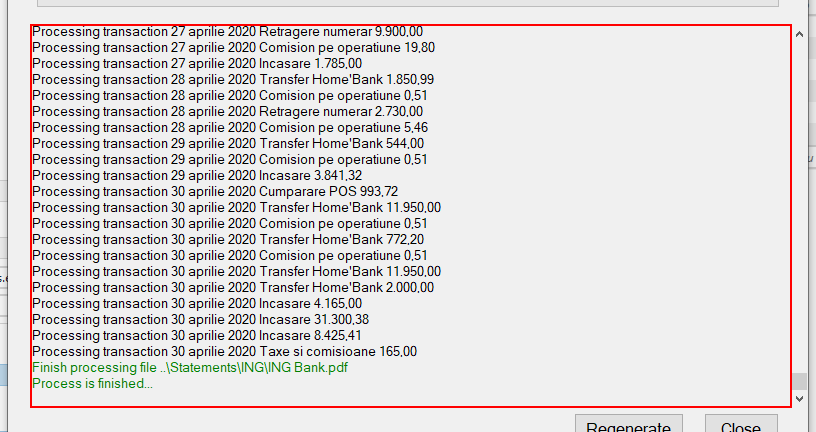 Processing transaction 27 aprilie 2020 Retragere numerar 9.900,00
Processing transaction 27 aprilie 2020 Comision pe operatiune 19,80
Processing transaction 27 aprilie 2020 Incasare 1.785,00
Processing transaction 28 aprilie 2020 Transfer Home'Bank 1.850,99
Processing transaction 28 aprilie 2020 Comision pe operatiune 0,51
Processing transaction 28 aprilie 2020 Retragere numerar 2.730,00
Processing transaction 28 aprilie 2020 Comision pe operatiune 5,46
Processing transaction 29 aprilie 2020 Transfer Home'Bank 544,00
Processing transaction 29 aprilie 2020 Comision pe operatiune 0,51
Processing transaction 29 aprilie 2020 Incasare 3.841,32
Processing transaction 30 aprilie 2020 Cumparare POS 993,72
Processing transaction 30 aprilie 2020 Transfer Home'Bank 11.950,00
Processing transaction 30 aprilie 2020 Comision pe operatiune 0,51
Processing transaction 30 aprilie 2020 Transfer Home'Bank 772,20
Processing transaction 30 aprilie 2020 Comision pe operatiune 0,51
Processing transaction 30 aprilie 2020 Transfer Home'Bank 11.950,00
Processing transaction 30 aprilie 2020 Transfer Home'Bank 2.000,00
Processing transaction 30 aprilie 2020 Incasare 4.165,00
Processing transaction 30 aprilie 2020 Incasare 31.300,38
Processing transaction 30 aprilie 2020 Incasare 8.425,41
Processing transaction 30 aprilie 2020 Taxe si comisioane 165,00
Finish processing file ..\Statements\ING\ING Bank.pdf
Process is finished...
Regenerate Close